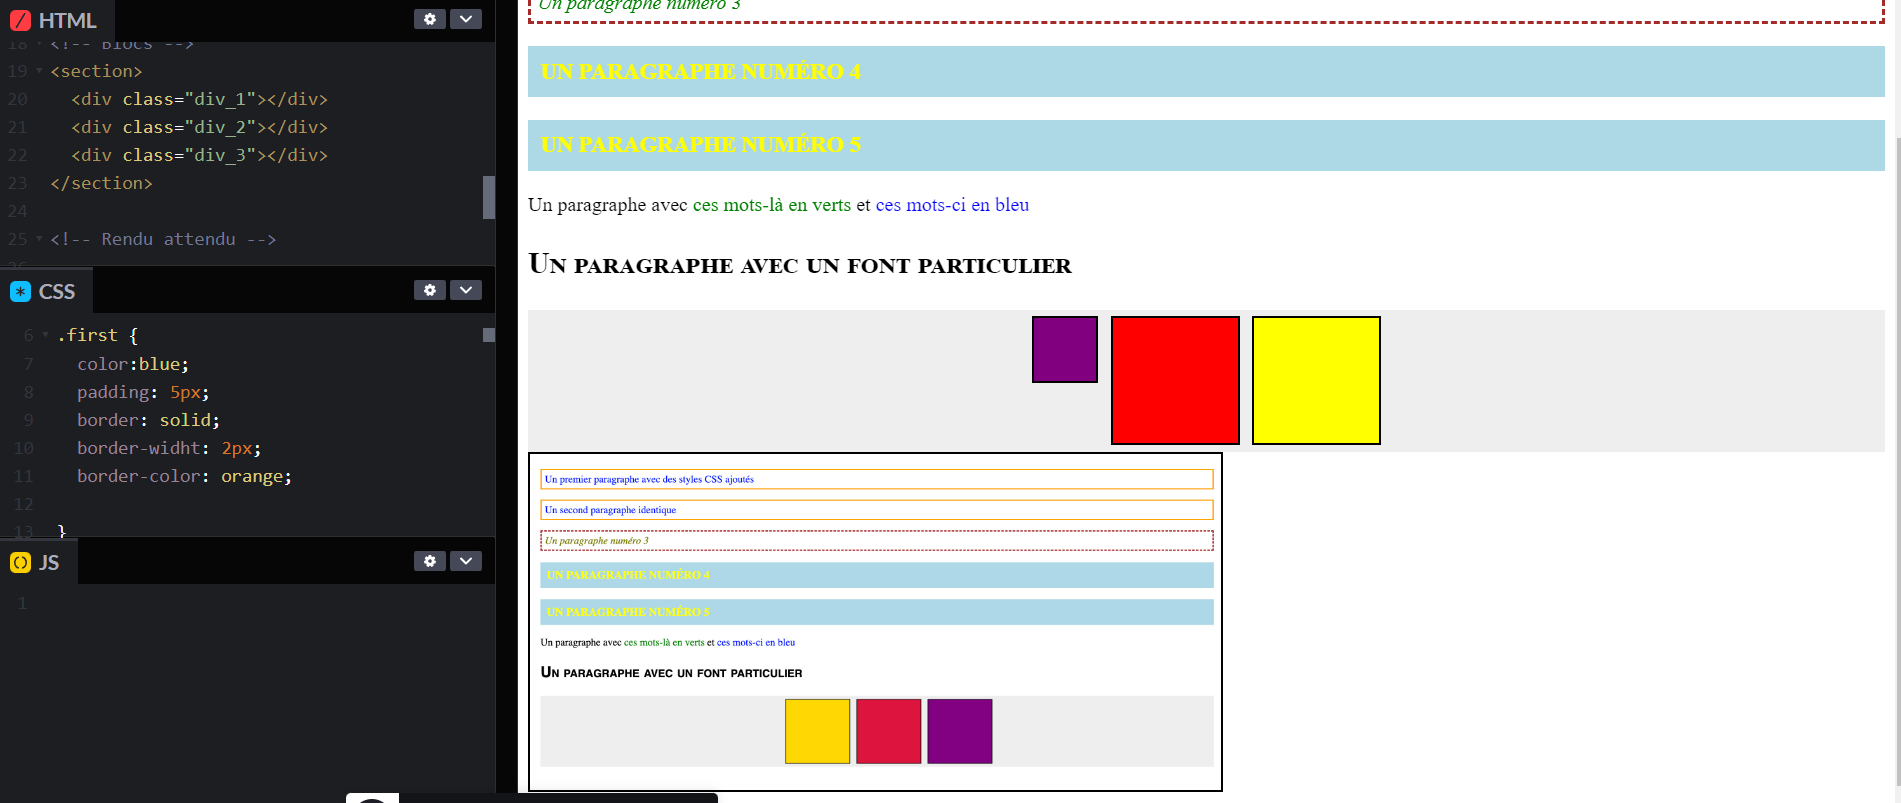 HTML
18 <!-- Blocs -->
19 <section>
20 <div class="div_1"></div>
21 <div class="div_2"></div>
22 <div class="div_3"></div>
23 </section>
24
25 <!-- Rendu attendu -->
26
CSS
6 .first {
7 color:blue;
8 padding: 5px;
9 border: solid;
10 border-widht: 2px;
11 border-color: orange;
12
13 }
JS
1
Un paragraphe numéro 3
UN PARAGRAPHE NUMÉRO 4
UN PARAGRAPHE NUMÉRO 5
Un paragraphe avec ces mots-là en verts et ces mots-ci en bleu
UN PARAGRAPHE AVEC UN FONT PARTICULIER
Un premier paragraphe avec des styles CSS ajoutés
Un second paragraphe identique
Un paragraphe numéro 3
UN PARAGRAPHE NUMÉRO 4
UN PARAGRAPHE NUMÉRO 5
Un paragraphe avec ces mots-là en verts et ces mots-ci en bleu
UN PARAGRAPHE AVEC UN FONT PARTICULIER